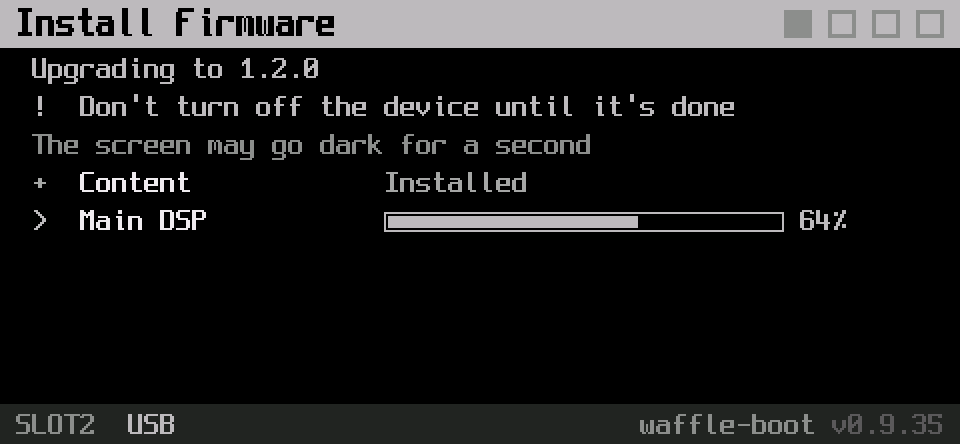 Install Firmware
Upgrading to 1.2.0
! Don't turn off the device until it's done
The screen may go dark for a second
+ Content Installed
> Main DSP 64%
SLOT2 USB waffle-boot v0.9.35